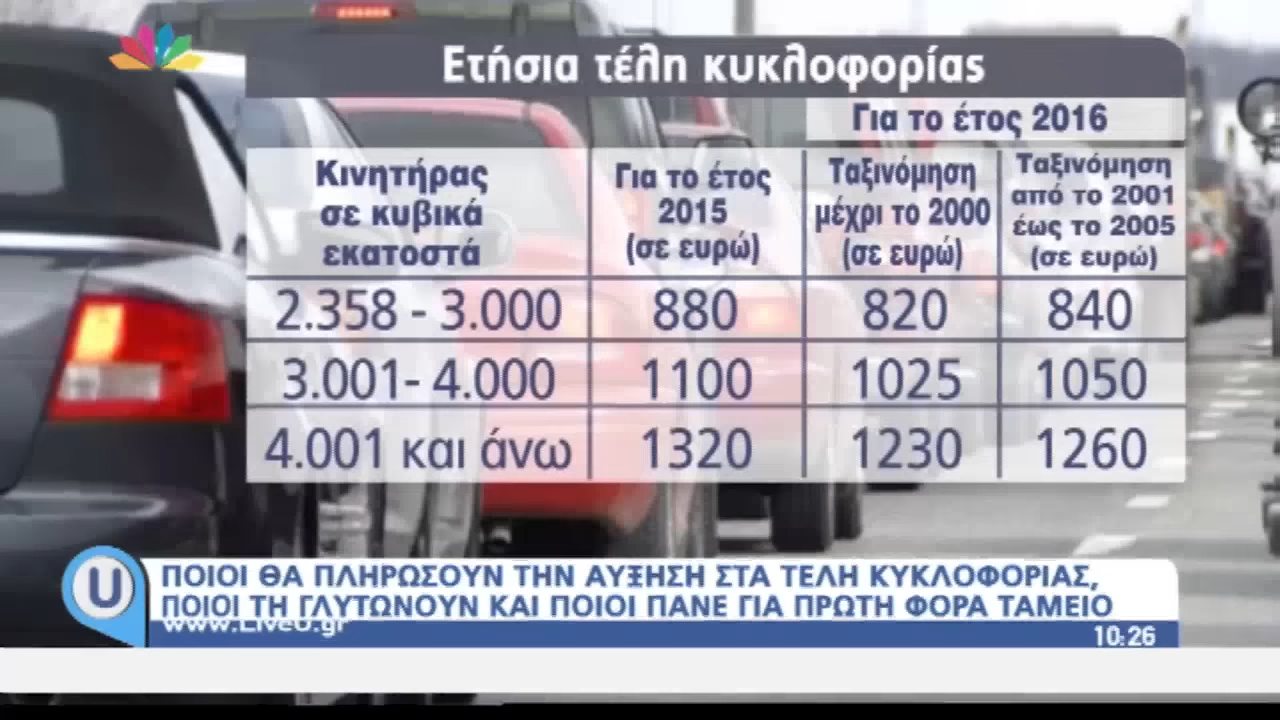 Ετήσια τέλη κυκλοφορίας
Για το έτος 2016
Κινητήρας
σε κυβικά
εκατοστά
Για το έτος
2015
(σε ευρώ)
Ταξινόμηση
μέχρι το 2000
(σε ευρώ)
Ταξινόμηση
από το 2001
έως το 2005
(σε ευρώ)
2.358 - 3.000 880 820 840
3.001- 4.000 1100 1025 1050
4.001 και άνω 1320 1230 1260
U
ΠΟΙΟΙ ΘΑ ΠΛΗΡΩΣΟΥΝ ΤΗΝ ΑΥΞΗΣΗ ΣΤΑ ΤΕΛΗ ΚΥΚΛΟΦΟΡΙΑΣ,
ΠΟΙΟΙ ΤΗ ΓΛΥΤΩΝΟΥΝ ΚΑΙ ΠΟΙΟΙ ΠΑΝΕ ΓΙΑ ΠΡΩΤΗ ΦΟΡΑ ΤΑΜΕΙΟ
www.LiveU.gr
10:26